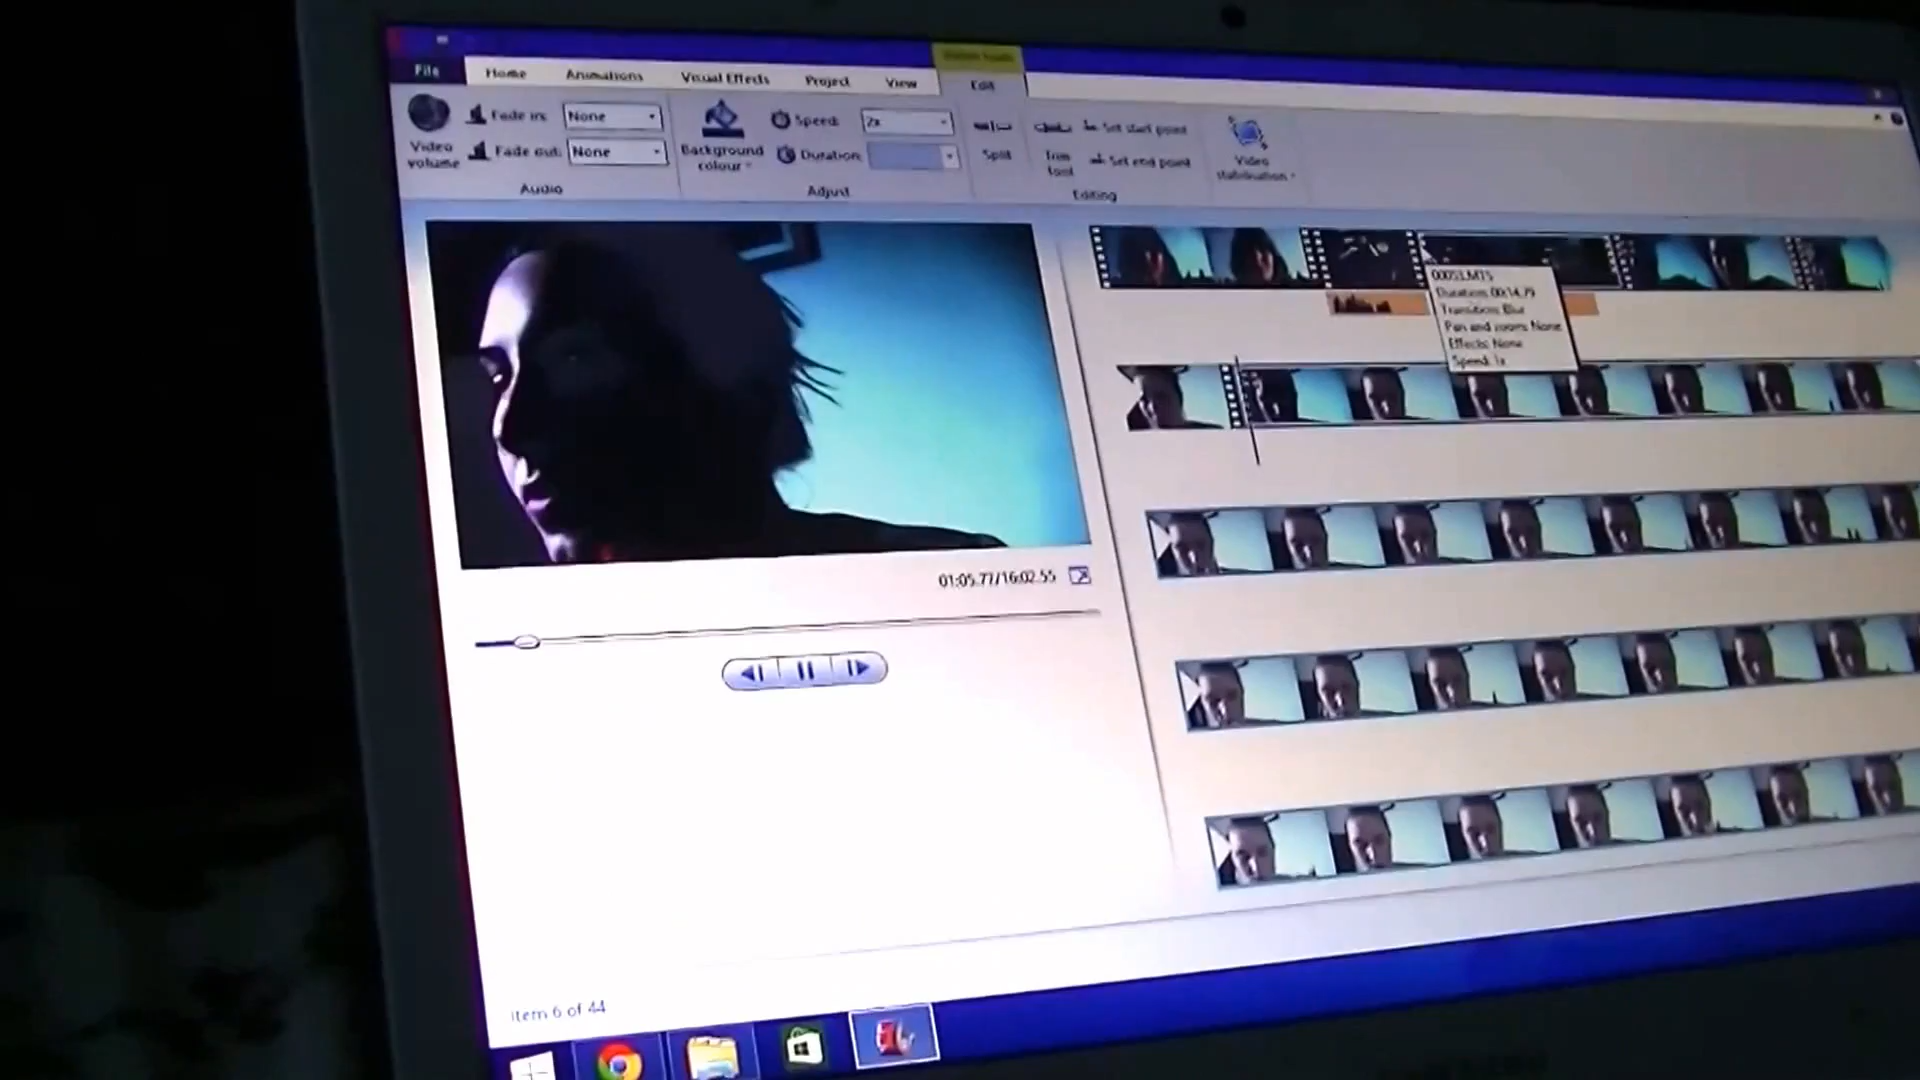 File Home Animations Visual Effects Project View Edit
Video volume
Fade in: None
Fade out: None
Audio
Background colour
Speed: 2x
Duration:
Adjust
Split
Trim tool
Set start point
Set end point
Editing
Video stabilisation
00053.MTS
Duration: 00:14.79
Transition: Blur
Pan and zoom: None
Effects: None
Speed: 1x
01:05.77/16:02.55
Item 6 of 44